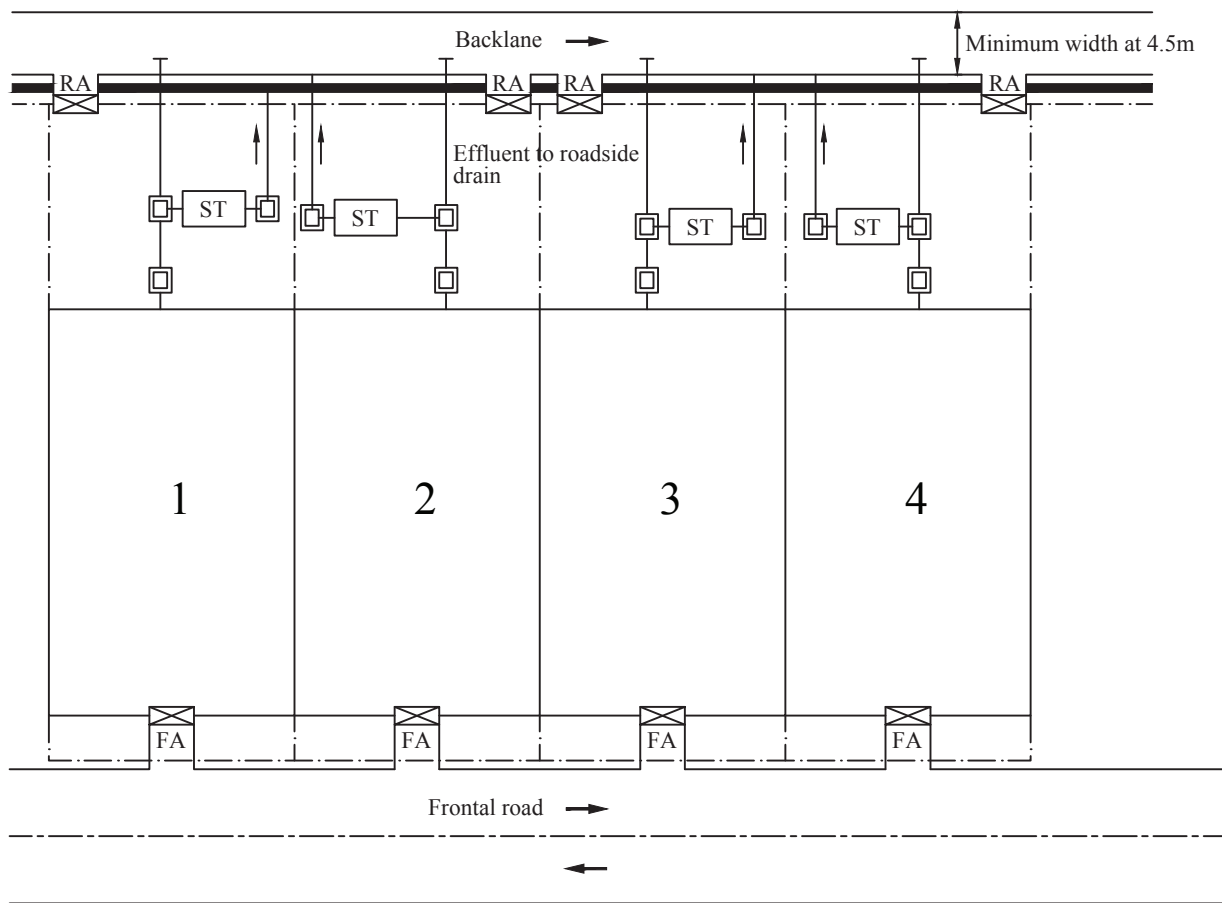 Backlane
Minimum width at 4.5m
RA
RA
RA
RA
Effluent to roadside
drain
ST
ST
ST
ST
1
2
3
4
FA
FA
FA
FA
Frontal road